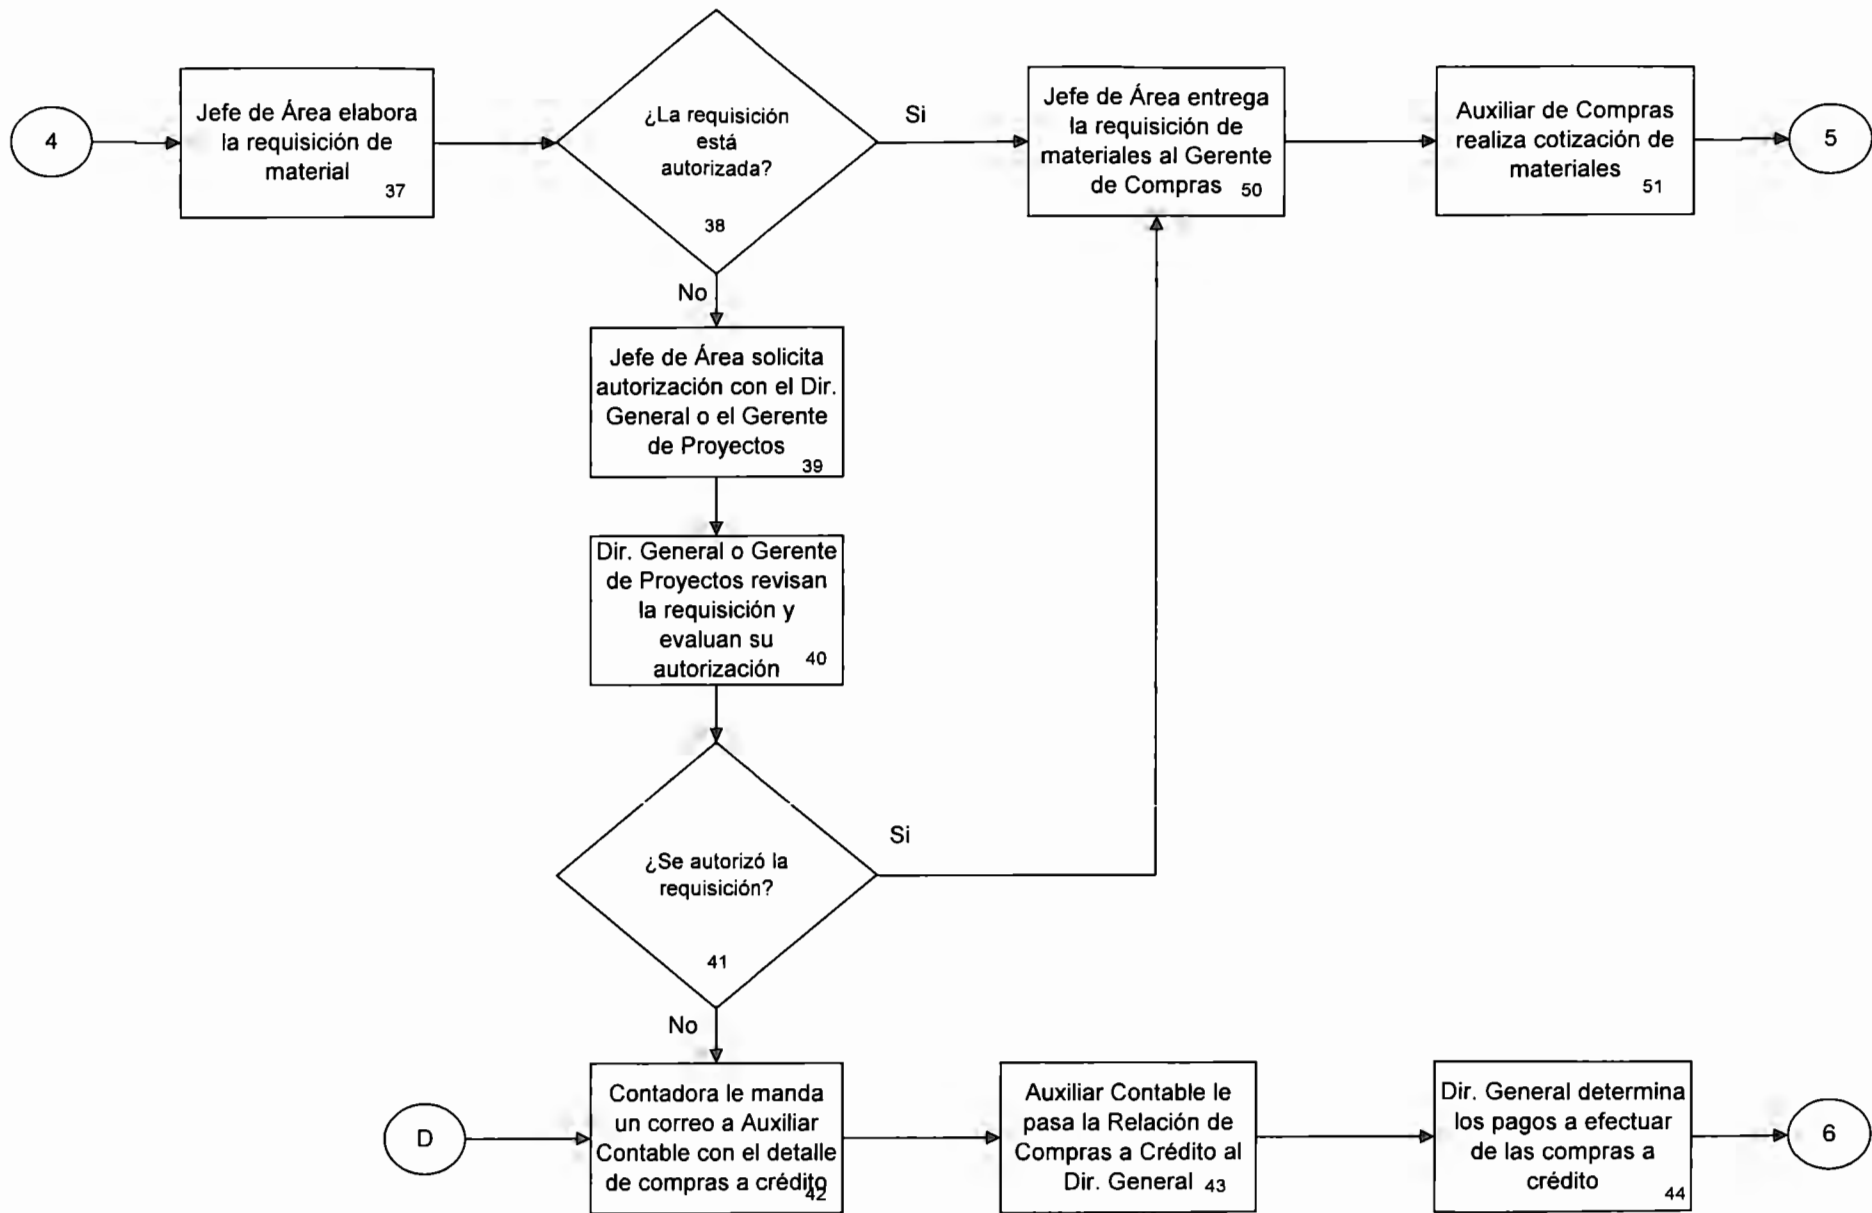 4
Jefe de Área elabora
la requisición de
material
37
¿La requisición
está
autorizada?
38
Si
Jefe de Área entrega
la requisición de
materiales al Gerente
de Compras
50
Auxiliar de Compras
realiza cotización de
materiales
51
5
No
Jefe de Área solicita
autorización con el Dir.
General o el Gerente
de Proyectos
39
Dir. General o Gerente
de Proyectos revisan
la requisición y
evaluan su
autorización
40
¿Se autorizó la
requisición?
41
Si
No
D
Contadora le manda
un correo a Auxiliar
Contable con el detalle
de compras a crédito
42
Auxiliar Contable le
pasa la Relación de
Compras a Crédito al
Dir. General
43
Dir. General determina
los pagos a efectuar
de las compras a
crédito
44
6